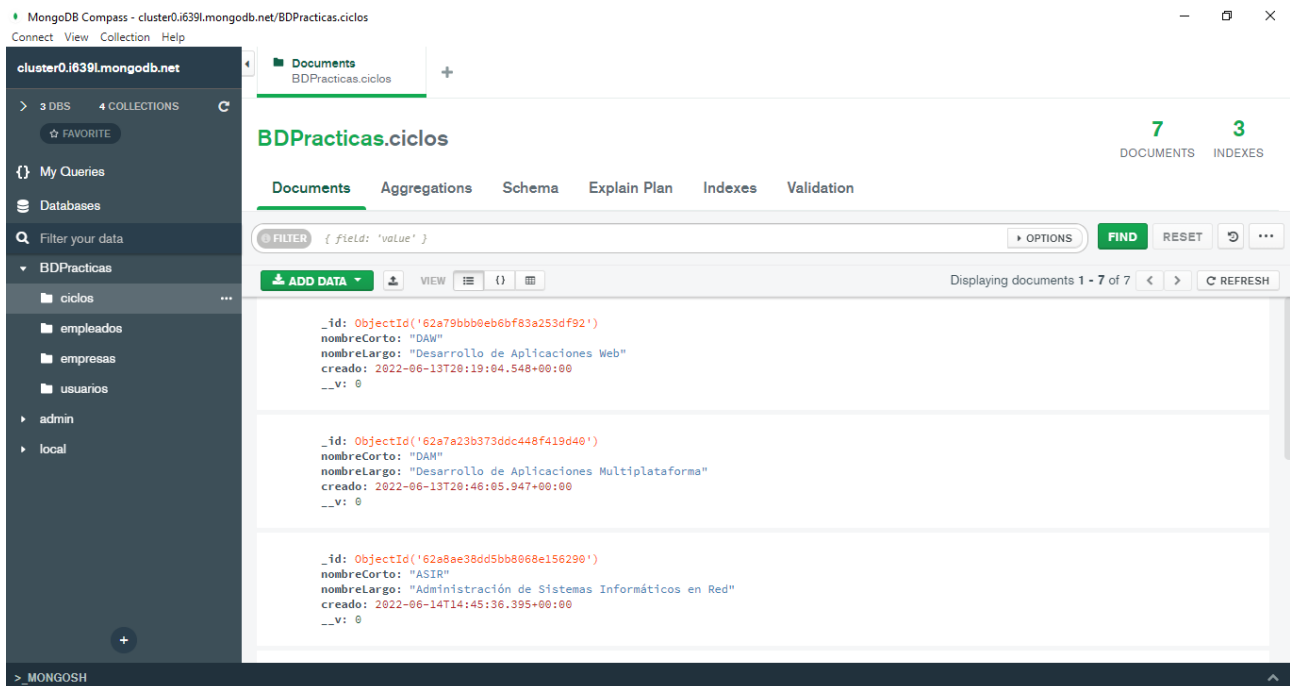 MongoDB Compass - cluster0.i639l.mongodb.net/BDPracticas.ciclos
Connect View Collection Help
cluster0.i639l.mongodb.net
3 DBS 4 COLLECTIONS
FAVORITE
{} My Queries
Databases
Filter your data
BDPracticas
ciclos
empleados
empresas
usuarios
admin
local
>_MONGOSH
Documents
BDPracticas.ciclos
BDPracticas.ciclos
7 DOCUMENTS
3 INDEXES
Documents Aggregations Schema Explain Plan Indexes Validation
FILTER { field: 'value' } OPTIONS FIND RESET
ADD DATA VIEW {} Displaying documents 1 - 7 of 7 REFRESH
_id: ObjectId('62a79bbb0eb6bf83a253df92')
nombreCorto: "DAW"
nombreLargo: "Desarrollo de Aplicaciones Web"
creado: 2022-06-13T20:19:04.548+00:00
__v: 0
_id: ObjectId('62a7a23b373ddc448f419d40')
nombreCorto: "DAM"
nombreLargo: "Desarrollo de Aplicaciones Multiplataforma"
creado: 2022-06-13T20:46:05.947+00:00
__v: 0
_id: ObjectId('62a8ae38dd5bb8068e156290')
nombreCorto: "ASIR"
nombreLargo: "Administración de Sistemas Informáticos en Red"
creado: 2022-06-14T14:45:36.395+00:00
__v: 0